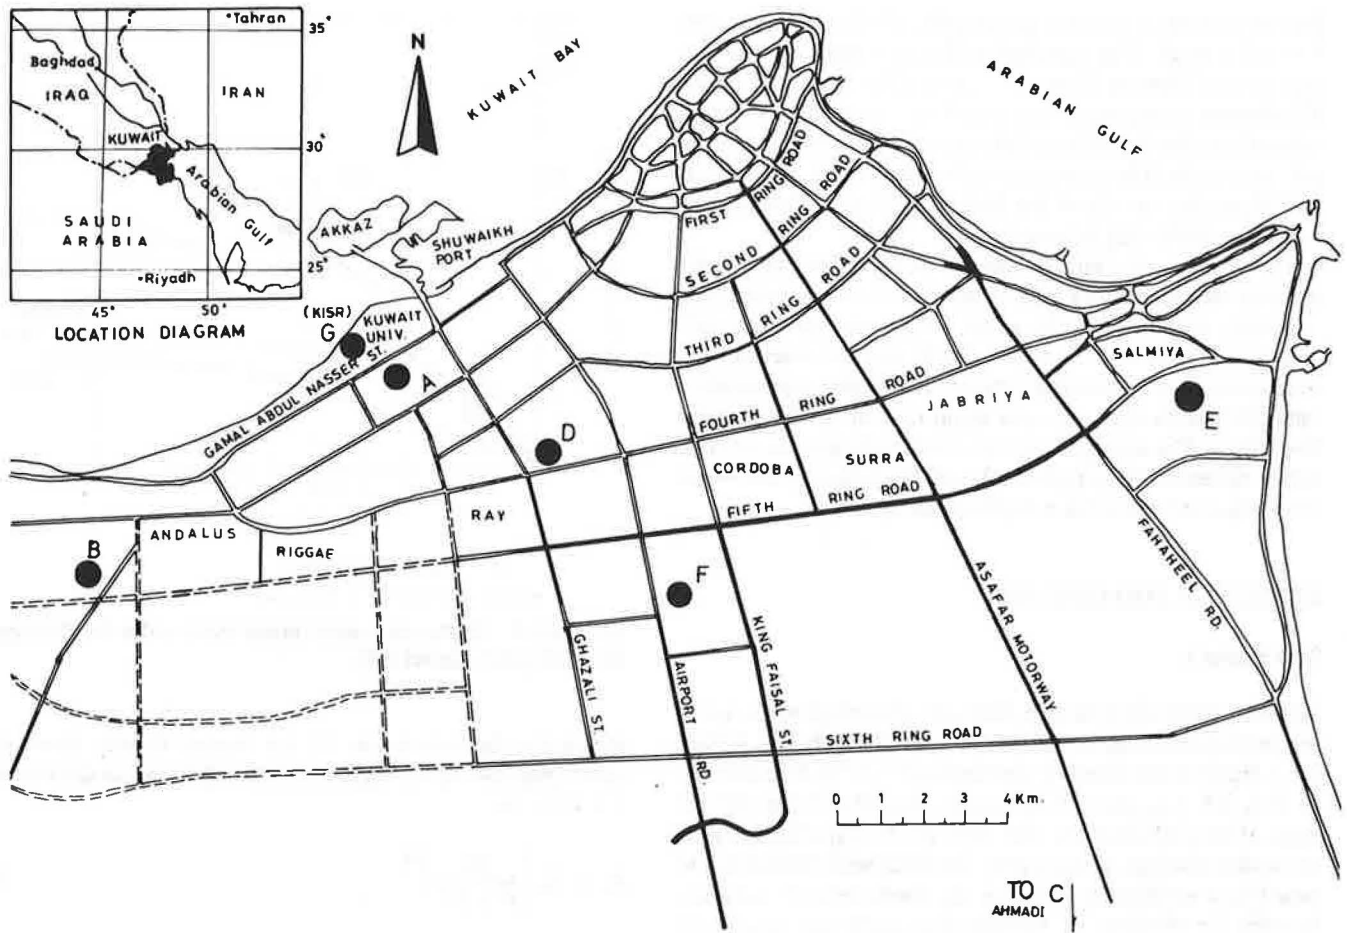 Tahran
35°
Baghdad
IRAQ
IRAN
KUWAIT
30°
Arabian Gulf
SAUDI
ARABIA
Riyadh
25°
45°
50°
LOCATION DIAGRAM
N
KUWAIT BAY
ARABIAN GULF
AKKAZ
SHUWAIKH
PORT
(KISR)
G
KUWAIT
UNIV.
GAMAL ABDUL NASSER ST.
A
FIRST RING ROAD
SECOND RING ROAD
THIRD RING ROAD
FOURTH RING ROAD
SALMIYA
JABRIYA
E
D
CORDOBA
SURRA
FIFTH RING ROAD
RAY
ANDALUS
RIGGAE
B
F
FAHAHEEL RD.
ASAFAR MOTORWAY
KING FAISAL ST
GHAZALI ST.
AIRPORT RD.
SIXTH RING ROAD
0 1 2 3 4 Km.
TO C
AHMADI